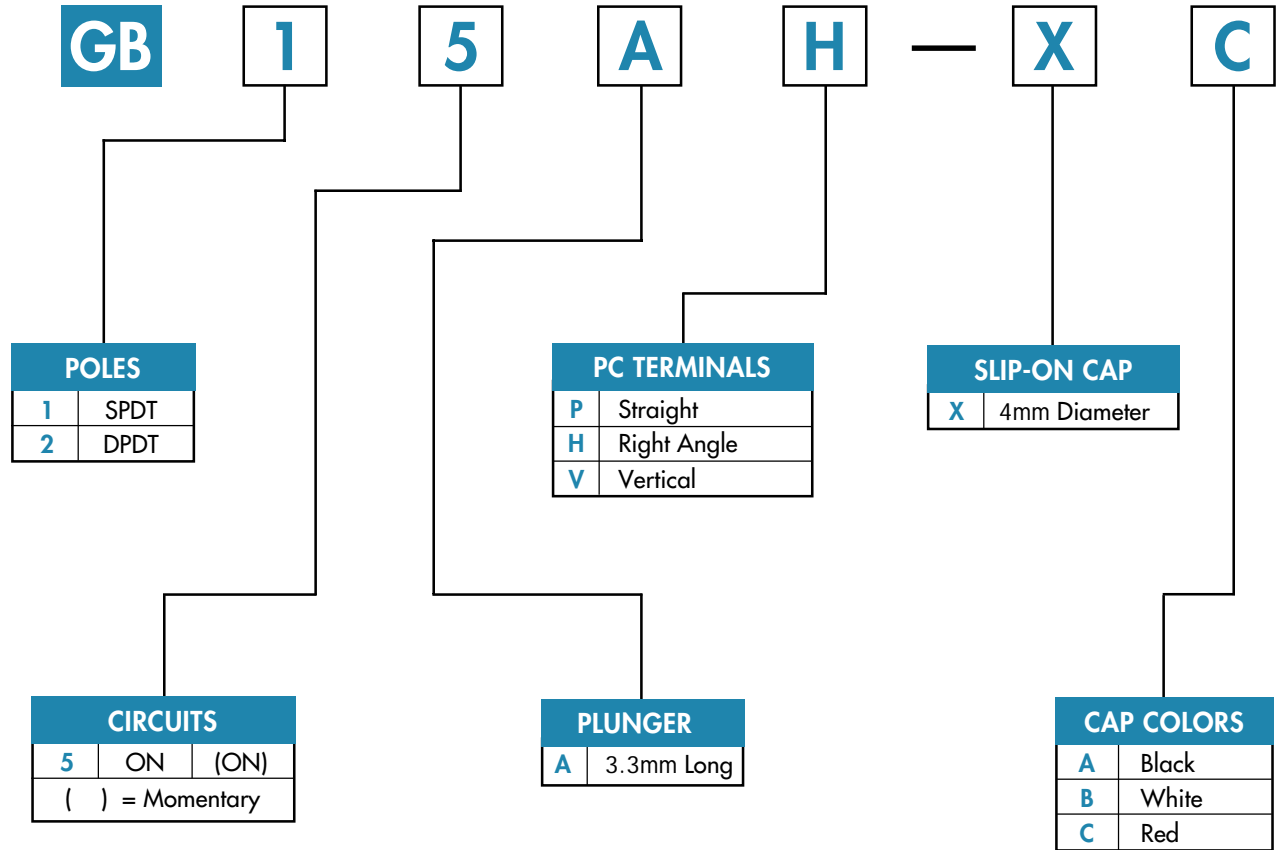 GB 1 5 A H — X C
POLES
1 SPDT
2 DPDT
PC TERMINALS
P Straight
H Right Angle
V Vertical
SLIP-ON CAP
X 4mm Diameter
CIRCUITS
5 ON (ON)
( ) = Momentary
PLUNGER
A 3.3mm Long
CAP COLORS
A Black
B White
C Red